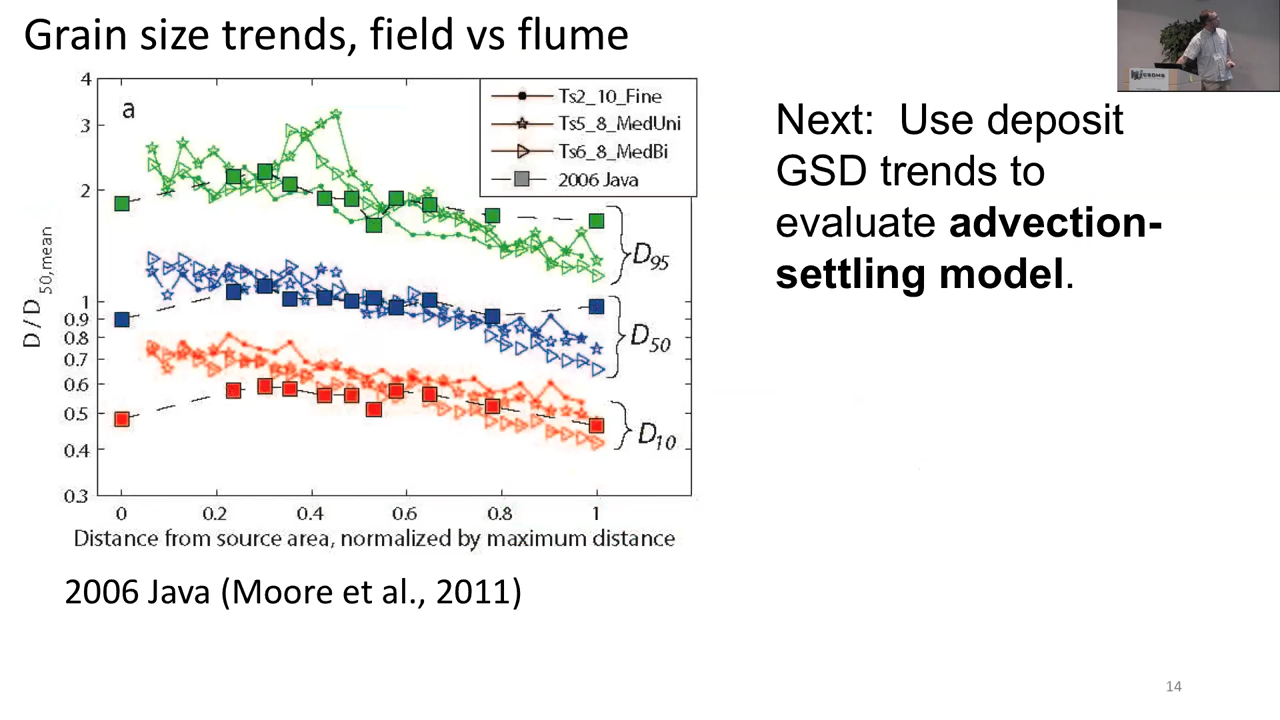 Grain size trends, field vs flume
4
3
2
1
0.9
0.8
0.7
0.6
0.5
0.4
0.3
D / D 50,mean
a
Ts2_10_Fine
Ts5_8_MedUni
Ts6_8_MedBi
2006 Java
D95
D50
D10
0 0.2 0.4 0.6 0.8 1
Distance from source area, normalized by maximum distance
2006 Java (Moore et al., 2011)
Next: Use deposit
GSD trends to
evaluate advection-
settling model.
14